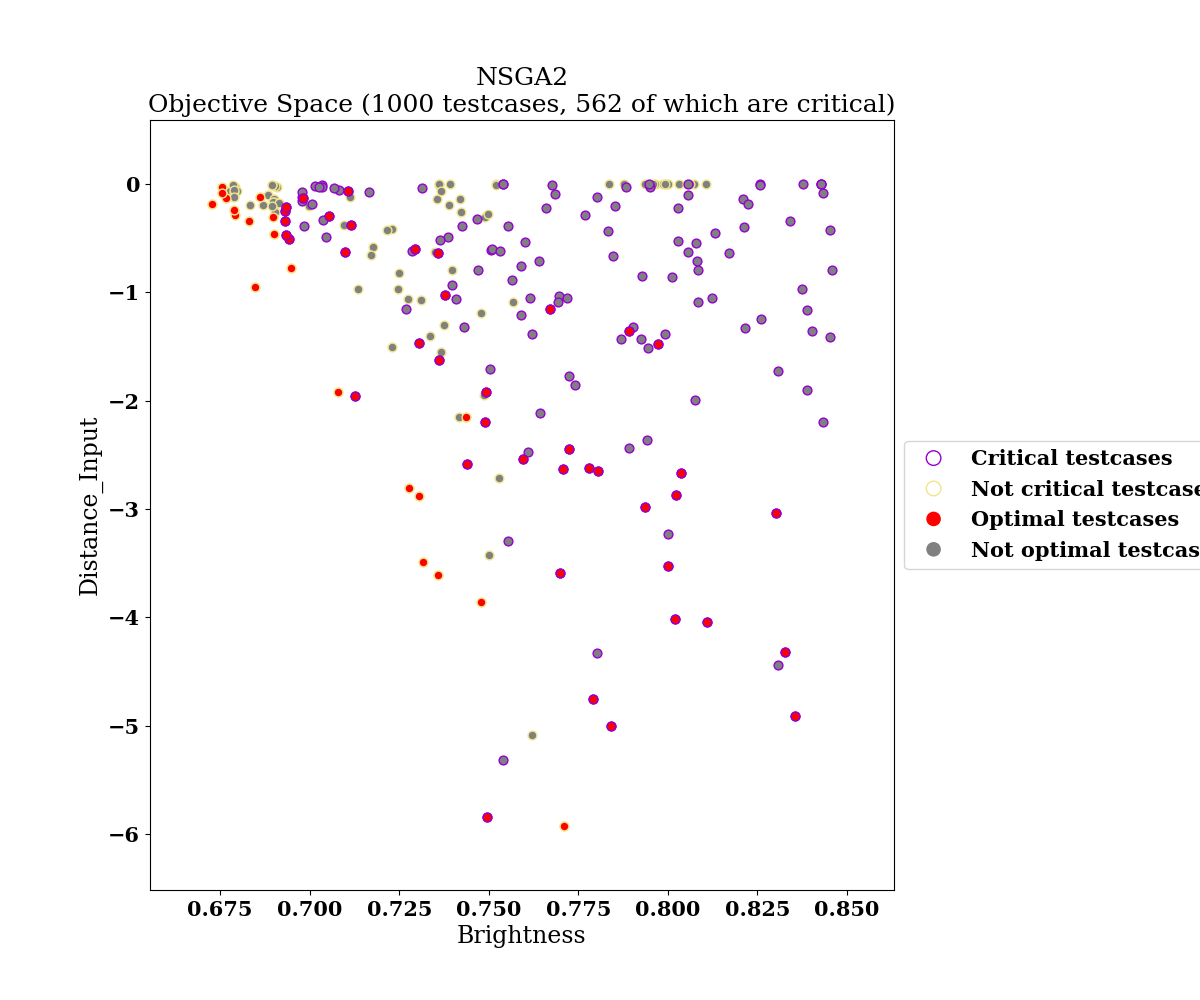 NSGA2
Objective Space (1000 testcases, 562 of which are critical)
0
−1
−2
−3
−4
−5
−6
Distance_Input
0.675 0.700 0.725 0.750 0.775 0.800 0.825 0.850
Brightness
Critical testcases
Not critical testcase
Optimal testcases
Not optimal testcas